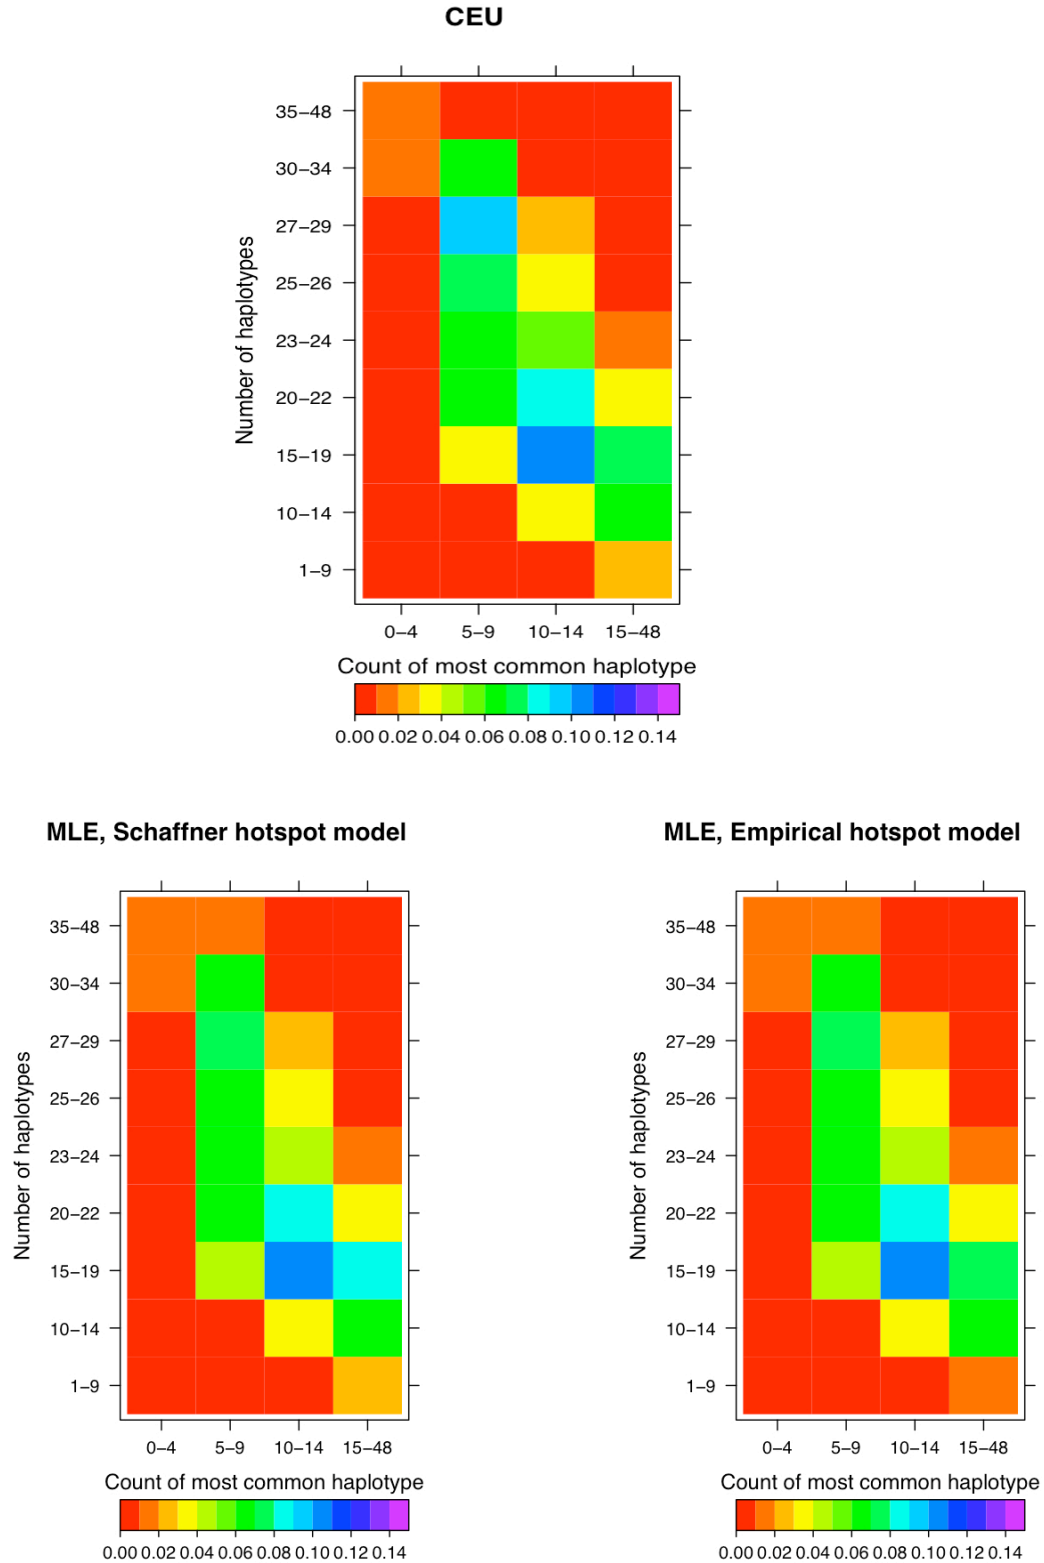 CEU
Number of haplotypes
35–48
30–34
27–29
25–26
23–24
20–22
15–19
10–14
1–9
0–4 5–9 10–14 15–48
Count of most common haplotype
0.00 0.02 0.04 0.06 0.08 0.10 0.12 0.14
MLE, Schaffner hotspot model
Number of haplotypes
35–48
30–34
27–29
25–26
23–24
20–22
15–19
10–14
1–9
0–4 5–9 10–14 15–48
Count of most common haplotype
0.00 0.02 0.04 0.06 0.08 0.10 0.12 0.14
MLE, Empirical hotspot model
Number of haplotypes
35–48
30–34
27–29
25–26
23–24
20–22
15–19
10–14
1–9
0–4 5–9 10–14 15–48
Count of most common haplotype
0.00 0.02 0.04 0.06 0.08 0.10 0.12 0.14